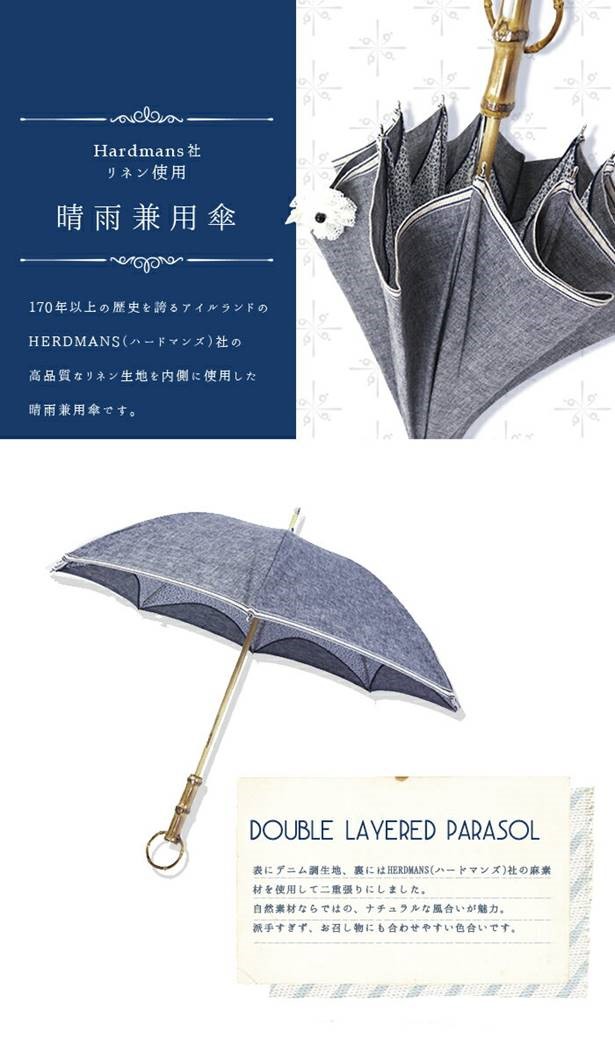 Hardmans社
リネン使用
晴雨兼用傘
170年以上の歴史を誇るアイルランドの
HERDMANS(ハードマンズ)社の
高品質なリネン生地を内側に使用した
晴雨兼用傘です。
DOUBLE LAYERED PARASOL
表にデニム調生地、裏にはHERDMANS(ハードマンズ)社の麻素
材を使用して二重張りにしました。
自然素材ならではの、ナチュラルな風合いが魅力。
派手すぎず、お召し物にも合わせやすい色合いです。